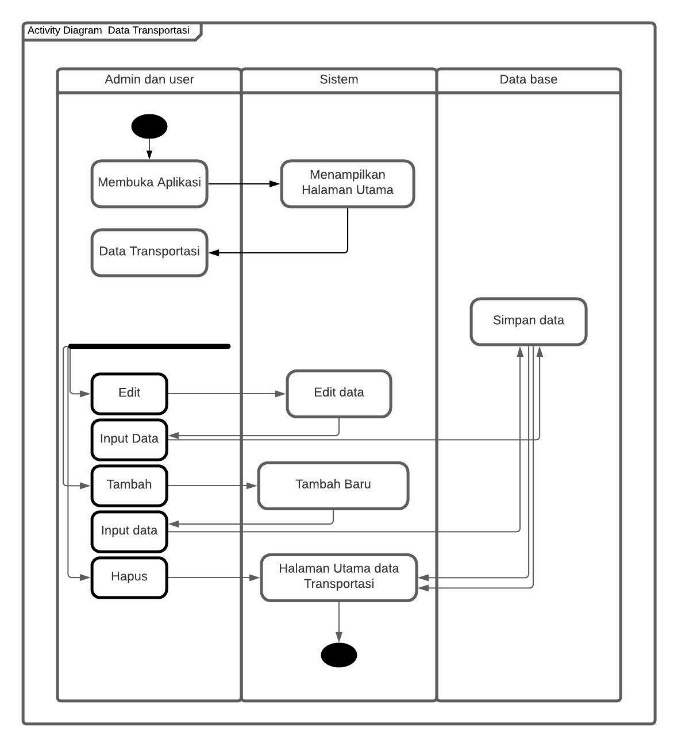 Activity Diagram  Data Transportasi
Admin dan user
Sistem
Data base
Membuka Aplikasi
Menampilkan
Halaman Utama
Data Transportasi
Simpan data
Edit
Edit data
Input Data
Tambah
Tambah Baru
Input data
Hapus
Halaman Utama data
Transportasi